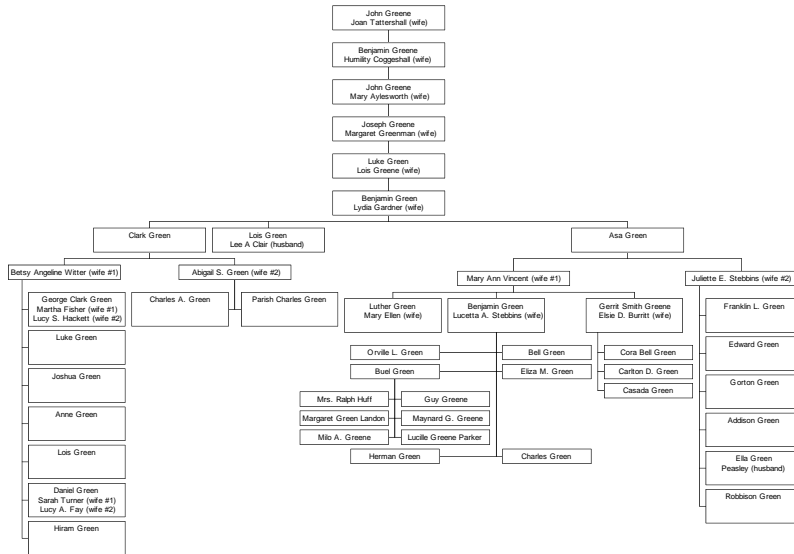 John Greene
Joan Tattershall (wife)
Benjamin Greene
Humility Coggeshall (wife)
John Greene
Mary Aylesworth (wife)
Joseph Greene
Margaret Greenman (wife)
Luke Green
Lois Greene (wife)
Benjamin Green
Lydia Gardner (wife)
Clark Green
Lois Green
Lee A Clair (husband)
Asa Green
Betsy Angeline Witter (wife #1)
Abigail S. Green (wife #2)
Mary Ann Vincent (wife #1)
Juliette E. Stebbins (wife #2)
George Clark Green
Martha Fisher (wife #1)
Lucy S. Hackett (wife #2)
Luke Green
Joshua Green
Anne Green
Lois Green
Daniel Green
Sarah Turner (wife #1)
Lucy A. Fay (wife #2)
Hiram Green
Charles A. Green
Parish Charles Green
Luther Green
Mary Ellen (wife)
Benjamin Green
Lucetta A. Stebbins (wife)
Gerrit Smith Greene
Elsie D. Burritt (wife)
Orville L. Green
Bell Green
Buel Green
Eliza M. Green
Mrs. Ralph Huff
Guy Greene
Margaret Green Landon
Maynard G. Greene
Milo A. Greene
Lucille Greene Parker
Herman Green
Charles Green
Cora Bell Green
Carlton D. Green
Casada Green
Franklin L. Green
Edward Green
Gorton Green
Addison Green
Ella Green
Peasley (husband)
Robbison Green